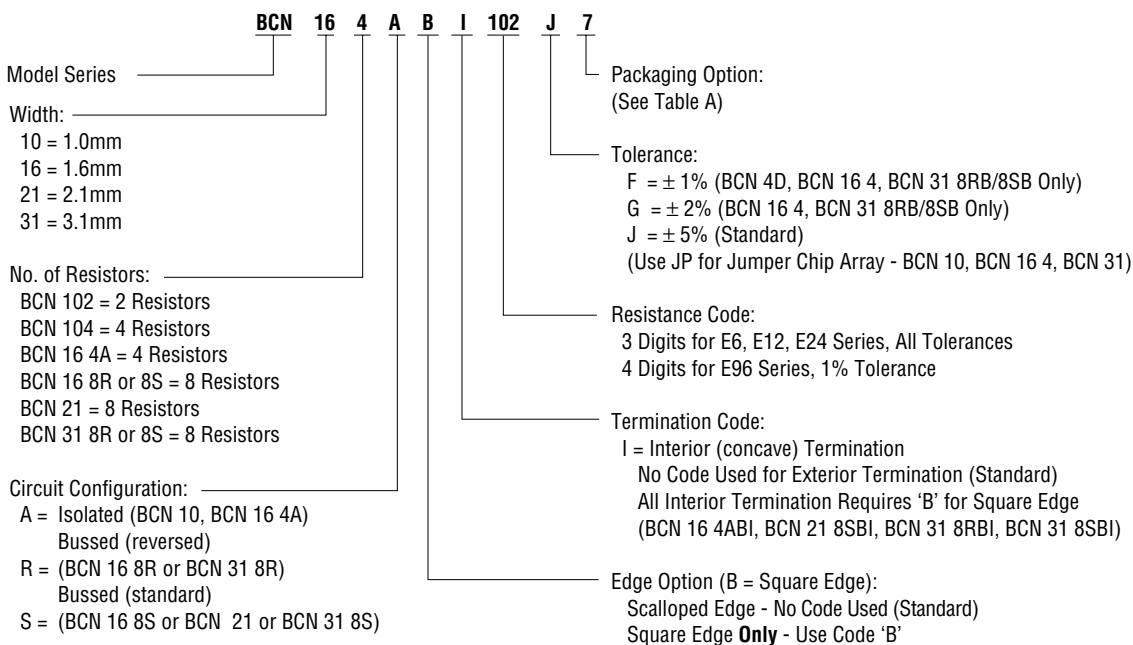 BCN 16 4 A B I 102 J 7
Model Series
Width:
10 = 1.0mm
16 = 1.6mm
21 = 2.1mm
31 = 3.1mm
No. of Resistors:
BCN 102 = 2 Resistors
BCN 104 = 4 Resistors
BCN 16 4A = 4 Resistors
BCN 16 8R or 8S = 8 Resistors
BCN 21 = 8 Resistors
BCN 31 8R or 8S = 8 Resistors
Circuit Configuration:
A = Isolated (BCN 10, BCN 16 4A)
Bussed (reversed)
R = (BCN 16 8R or BCN 31 8R)
Bussed (standard)
S = (BCN 16 8S or BCN 21 or BCN 31 8S)
Packaging Option:
(See Table A)
Tolerance:
F = ± 1% (BCN 4D, BCN 16 4, BCN 31 8RB/8SB Only)
G = ± 2% (BCN 16 4, BCN 31 8RB/8SB Only)
J = ± 5% (Standard)
(Use JP for Jumper Chip Array - BCN 10, BCN 16 4, BCN 31)
Resistance Code:
3 Digits for E6, E12, E24 Series, All Tolerances
4 Digits for E96 Series, 1% Tolerance
Termination Code:
I = Interior (concave) Termination
No Code Used for Exterior Termination (Standard)
All Interior Termination Requires ‘B’ for Square Edge
(BCN 16 4ABI, BCN 21 8SBI, BCN 31 8RBI, BCN 31 8SBI)
Edge Option (B = Square Edge):
Scalloped Edge - No Code Used (Standard)
Square Edge Only - Use Code ‘B’